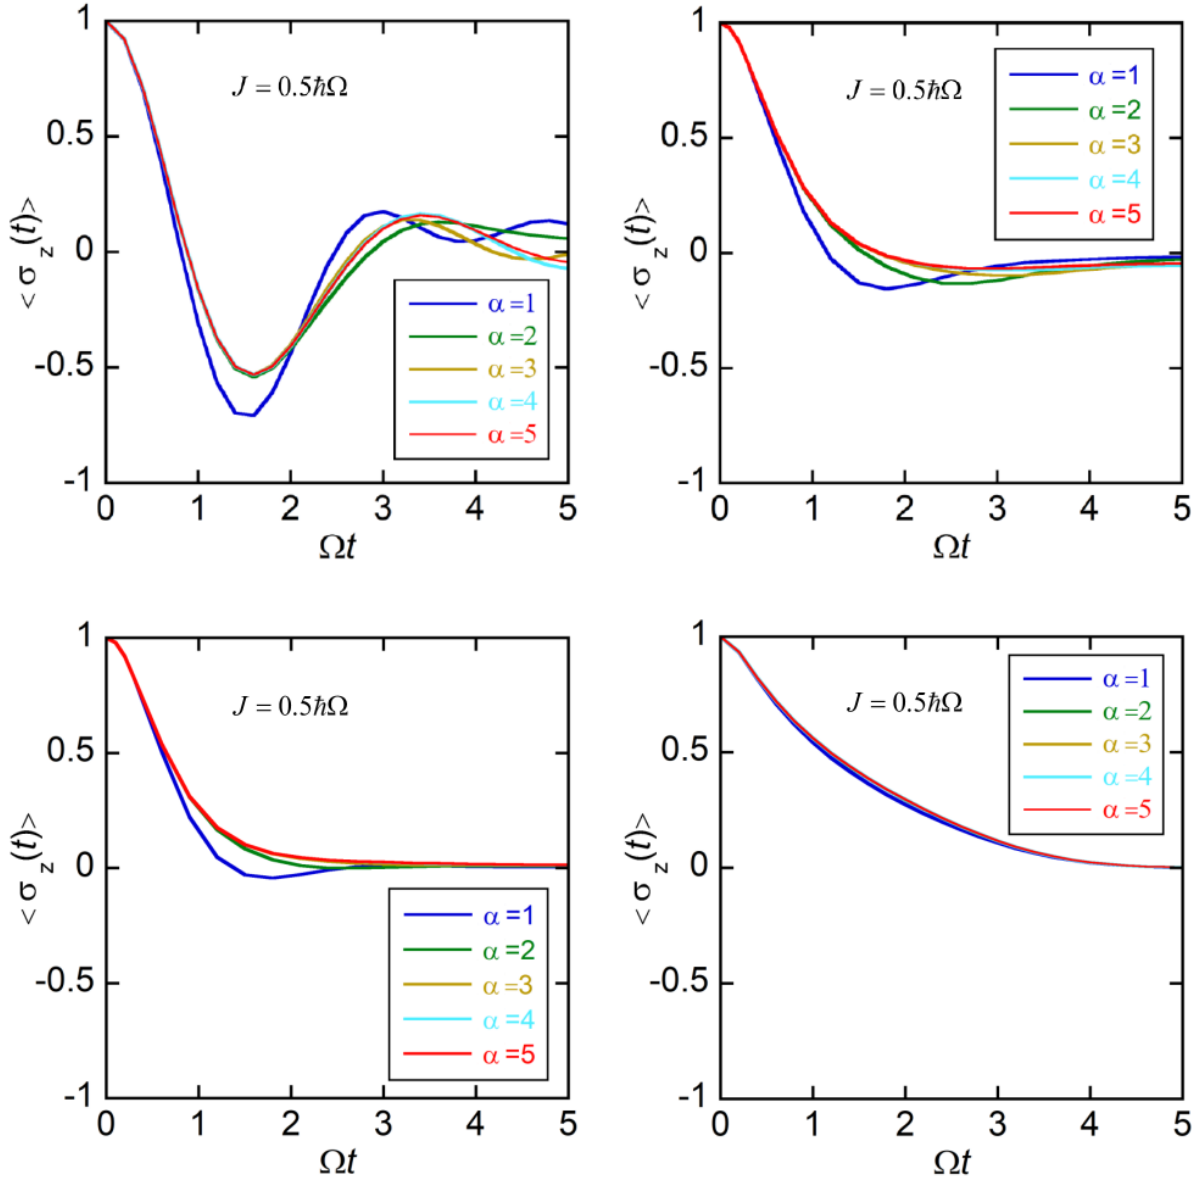 1
0.5
0
-0.5
-1
< σz(t)>
J = 0.5ħΩ
α =1
α =2
α =3
α =4
α =5
0 1 2 3 4 5
Ωt
1
0.5
0
-0.5
-1
< σz(t)>
J = 0.5ħΩ
α =1
α =2
α =3
α =4
α =5
0 1 2 3 4 5
Ωt
1
0.5
0
-0.5
-1
< σz(t)>
J = 0.5ħΩ
α =1
α =2
α =3
α =4
α =5
0 1 2 3 4 5
Ωt
1
0.5
0
-0.5
-1
< σz(t)>
J = 0.5ħΩ
α =1
α =2
α =3
α =4
α =5
0 1 2 3 4 5
Ωt